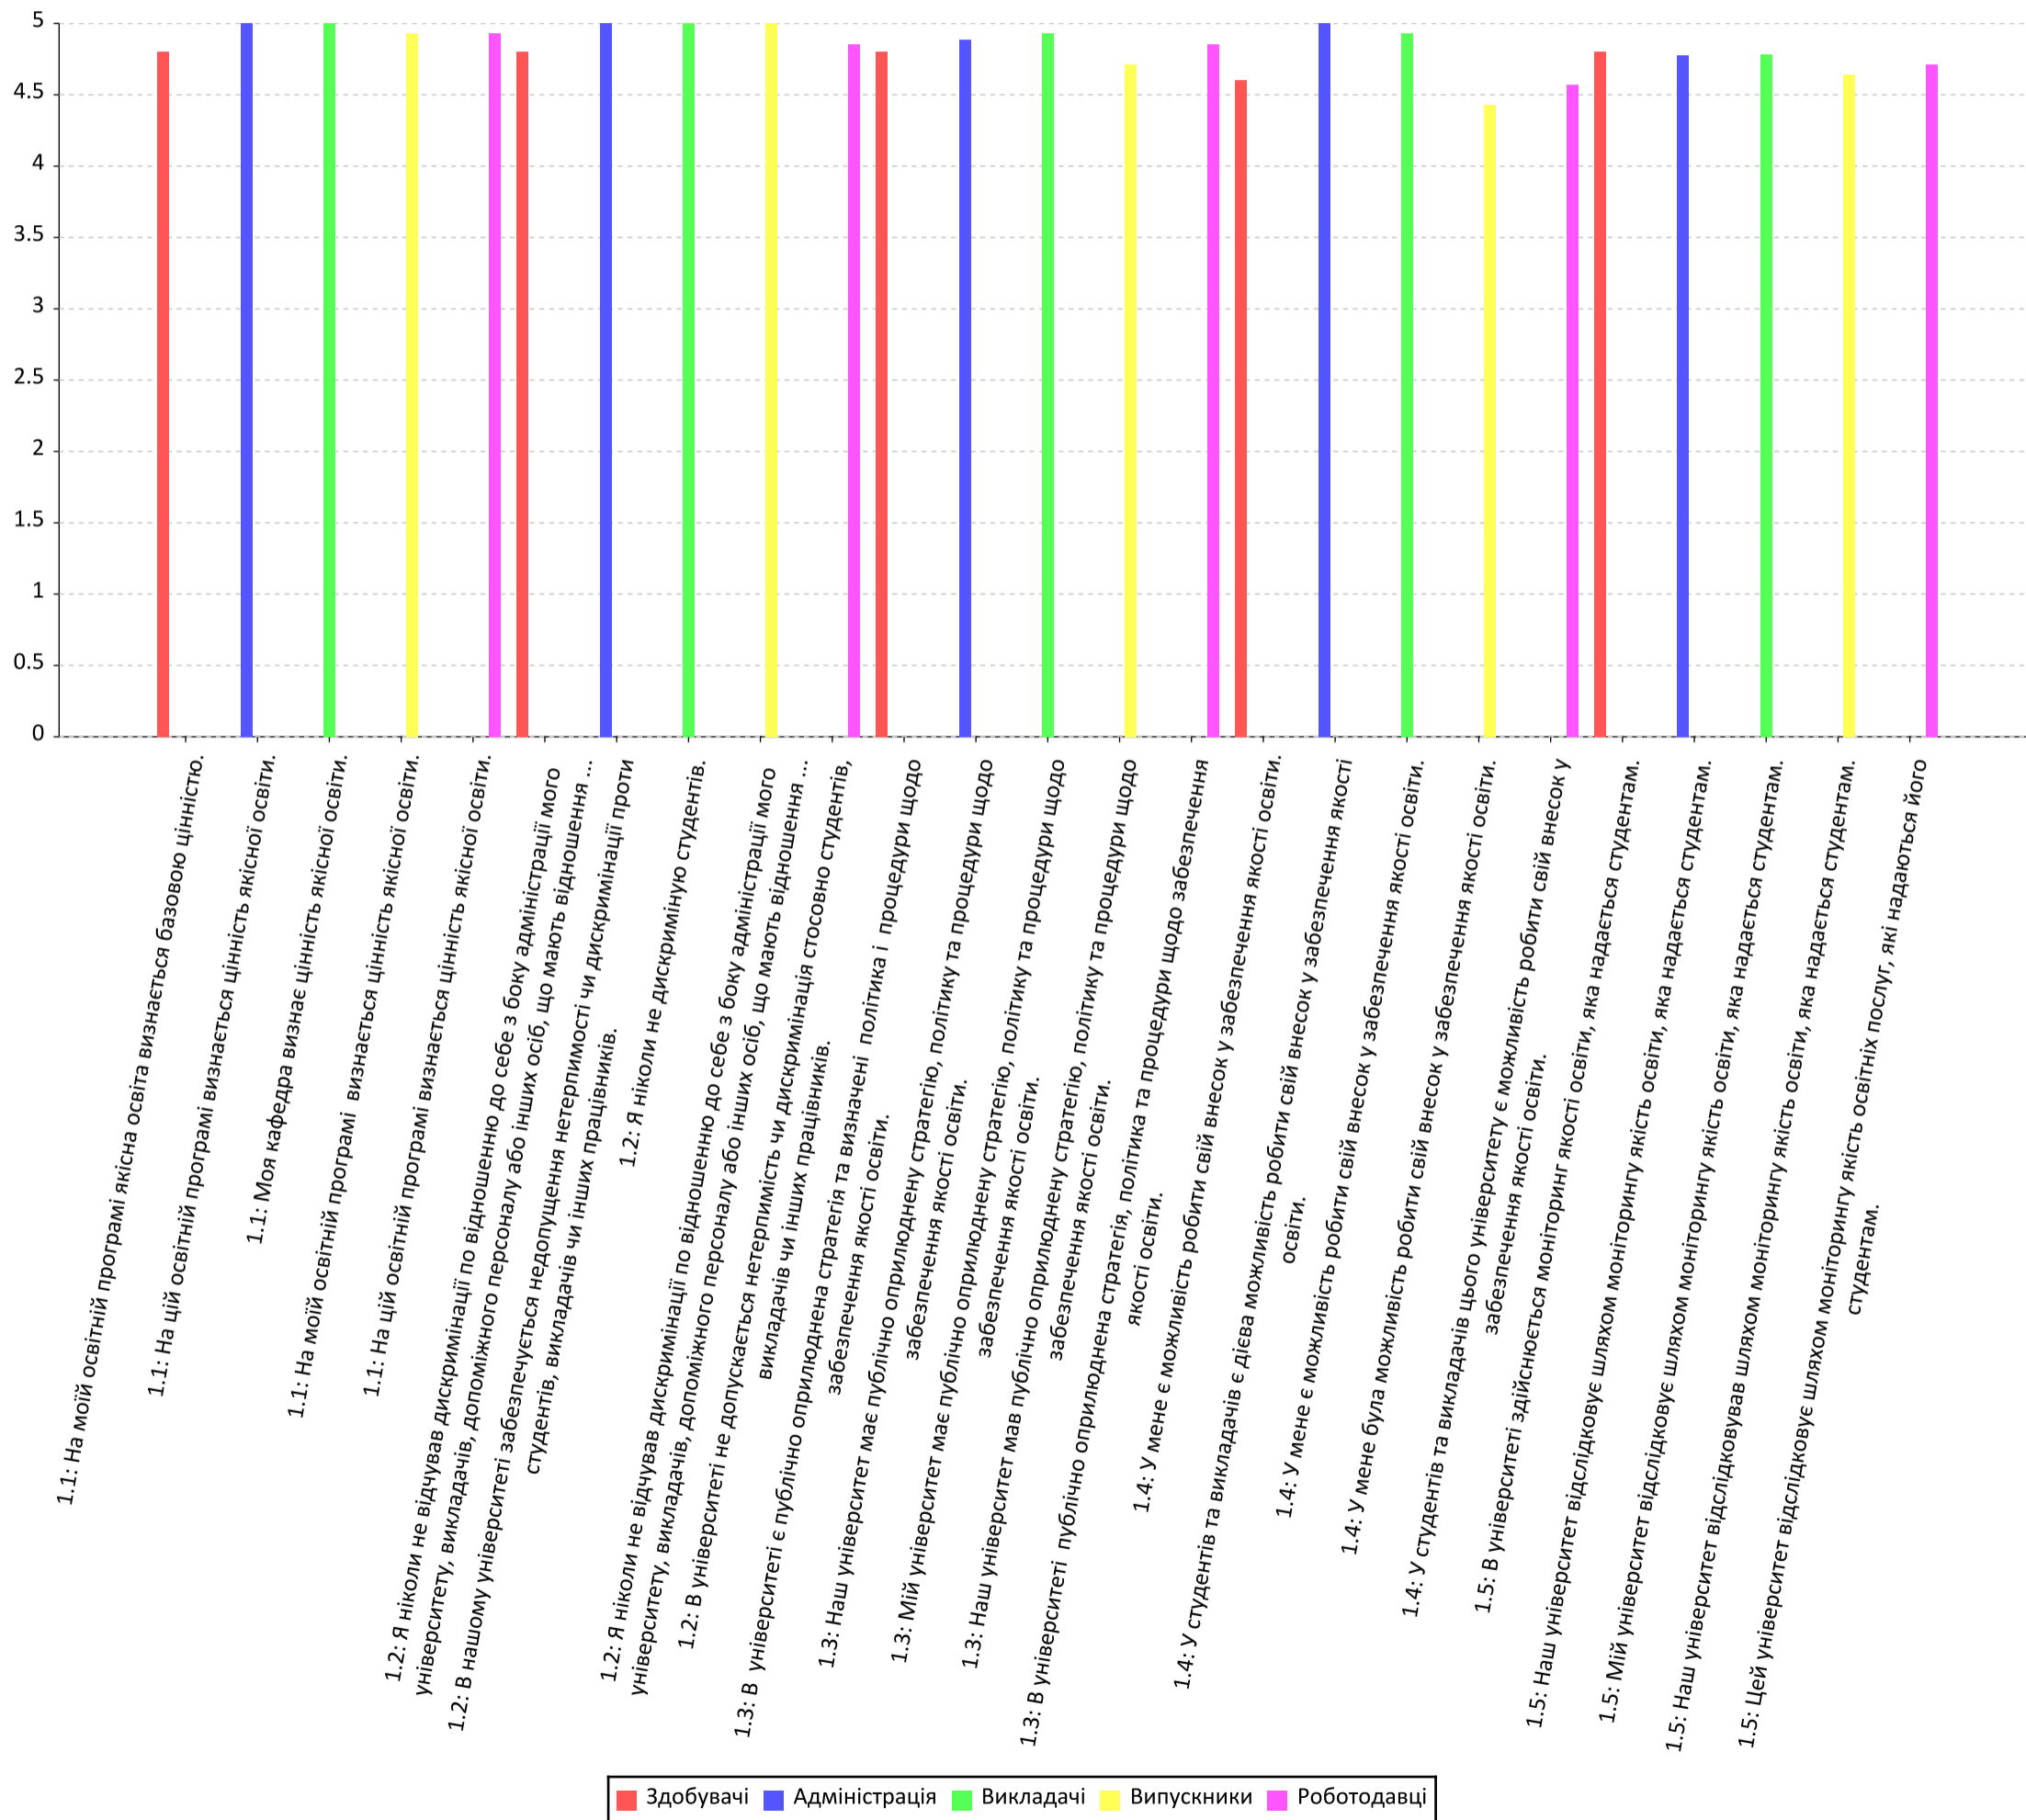 5
4.5
4
3.5
3
2.5
2
1.5
1
0.5
0
1.1: На моїй освітній програмі якісна освіта визнається базовою цінністю.
1.1: На цій освітній програмі визнається цінність якісної освіти.
1.1: Моя кафедра визнає цінність якісної освіти.
1.1: На моїй освітній програмі  визнається цінність якісної освіти.
1.1: На цій освітній програмі визнається цінність якісної освіти.
1.2: Я ніколи не відчував дискримінації по відношенню до себе з боку адміністрації мого
університету, викладачів, допоміжного персоналу або інших осіб, що мають відношення ...
1.2: В нашому університеті забезпечується недопущення нетерпимості чи дискримінації проти
студентів, викладачів чи інших працівників.
1.2: Я ніколи не дискриміную студентів.
1.2: Я ніколи не відчував дискримінації по відношенню до себе з боку адміністрації мого
університету, викладачів, допоміжного персоналу або інших осіб, що мають відношення ...
1.2: В університеті не допускається нетерпимість чи дискримінація стосовно студентів,
викладачів чи інших працівників.
1.3: В  університеті є публічно оприлюднена стратегія та визначені  політика і  процедури щодо
забезпечення якості освіти.
1.3: Наш університет має публічно оприлюднену стратегію, політику та процедури щодо
забезпечення якості освіти.
1.3: Мій університет має публічно оприлюднену стратегію, політику та процедури щодо
забезпечення якості освіти.
1.3: Наш університет мав публічно оприлюднену стратегію, політику та процедури щодо
забезпечення якості освіти.
1.3: В університеті  публічно оприлюднена стратегія, політика та процедури щодо забезпечення
якості освіти.
1.4: У мене є можливість робити свій внесок у забезпечення якості освіти.
1.4: У студентів та викладачів є дієва можливість робити свій внесок у забезпечення якості
освіти.
1.4: У мене є можливість робити свій внесок у забезпечення якості освіти.
1.4: У мене була можливість робити свій внесок у забезпечення якості освіти.
1.4: У студентів та викладачів цього університету є можливість робити свій внесок у
забезпечення якості освіти.
1.5: В університеті здійснюється моніторинг якості освіти, яка надається студентам.
1.5: Наш університет відслідковує шляхом моніторингу якість освіти, яка надається студентам.
1.5: Мій університет відслідковує шляхом моніторингу якість освіти, яка надається студентам.
1.5: Наш університет відслідковував шляхом моніторингу якість освіти, яка надається студентам.
1.5: Цей університет відслідковує шляхом моніторингу якість освітніх послуг, які надаються його
студентам.
Здобувачі
Адміністрація
Викладачі
Випускники
Роботодавці